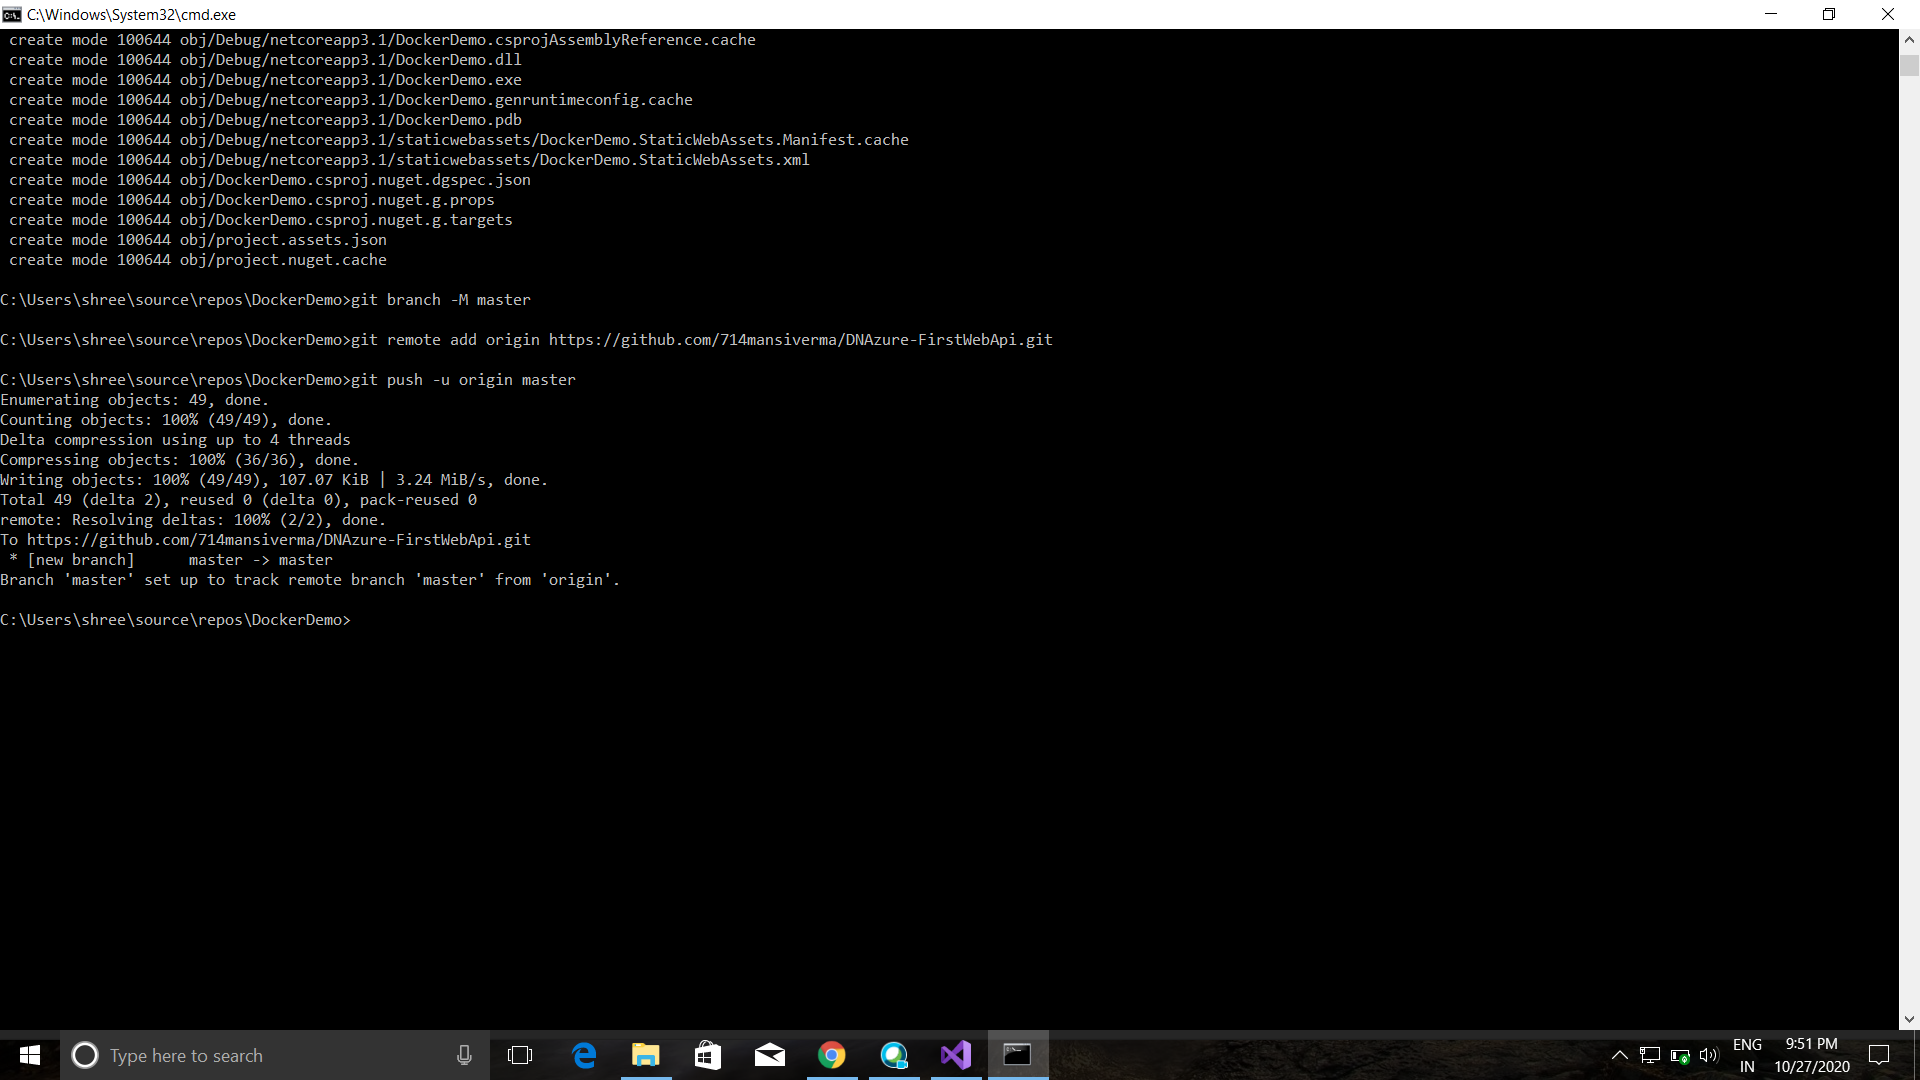 C:\Windows\System32\cmd.exe
create mode 100644 obj/Debug/netcoreapp3.1/DockerDemo.csprojAssemblyReference.cache
create mode 100644 obj/Debug/netcoreapp3.1/DockerDemo.dll
create mode 100644 obj/Debug/netcoreapp3.1/DockerDemo.exe
create mode 100644 obj/Debug/netcoreapp3.1/DockerDemo.genruntimeconfig.cache
create mode 100644 obj/Debug/netcoreapp3.1/DockerDemo.pdb
create mode 100644 obj/Debug/netcoreapp3.1/staticwebassets/DockerDemo.StaticWebAssets.Manifest.cache
create mode 100644 obj/Debug/netcoreapp3.1/staticwebassets/DockerDemo.StaticWebAssets.xml
create mode 100644 obj/DockerDemo.csproj.nuget.dgspec.json
create mode 100644 obj/DockerDemo.csproj.nuget.g.props
create mode 100644 obj/DockerDemo.csproj.nuget.g.targets
create mode 100644 obj/project.assets.json
create mode 100644 obj/project.nuget.cache
C:\Users\shree\source\repos\DockerDemo>git branch -M master
C:\Users\shree\source\repos\DockerDemo>git remote add origin https://github.com/714mansiverma/DNAzure-FirstWebApi.git
C:\Users\shree\source\repos\DockerDemo>git push -u origin master
Enumerating objects: 49, done.
Counting objects: 100% (49/49), done.
Delta compression using up to 4 threads
Compressing objects: 100% (36/36), done.
Writing objects: 100% (49/49), 107.07 KiB | 3.24 MiB/s, done.
Total 49 (delta 2), reused 0 (delta 0), pack-reused 0
remote: Resolving deltas: 100% (2/2), done.
To https://github.com/714mansiverma/DNAzure-FirstWebApi.git
 * [new branch]      master -> master
Branch 'master' set up to track remote branch 'master' from 'origin'.
C:\Users\shree\source\repos\DockerDemo>
Type here to search
ENG
IN
9:51 PM
10/27/2020